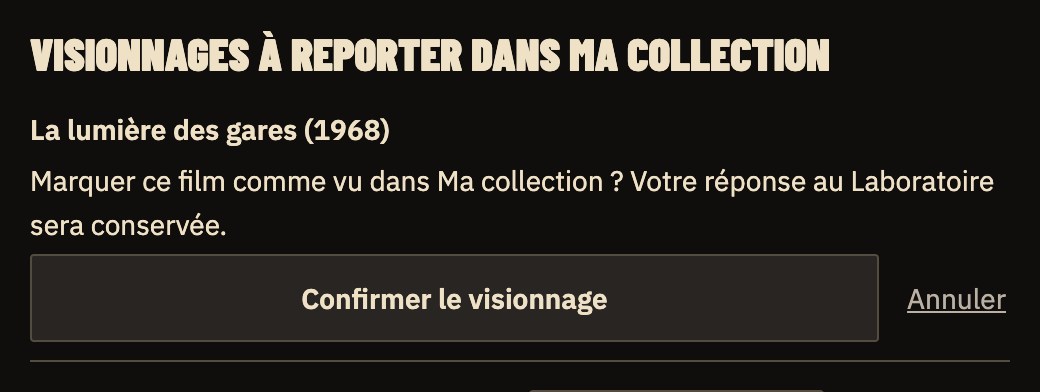 VISIONNAGES À REPORTER DANS MA COLLECTION
La lumière des gares (1968)
Marquer ce film comme vu dans Ma collection ? Votre réponse au Laboratoire
sera conservée.
Confirmer le visionnage
Annuler